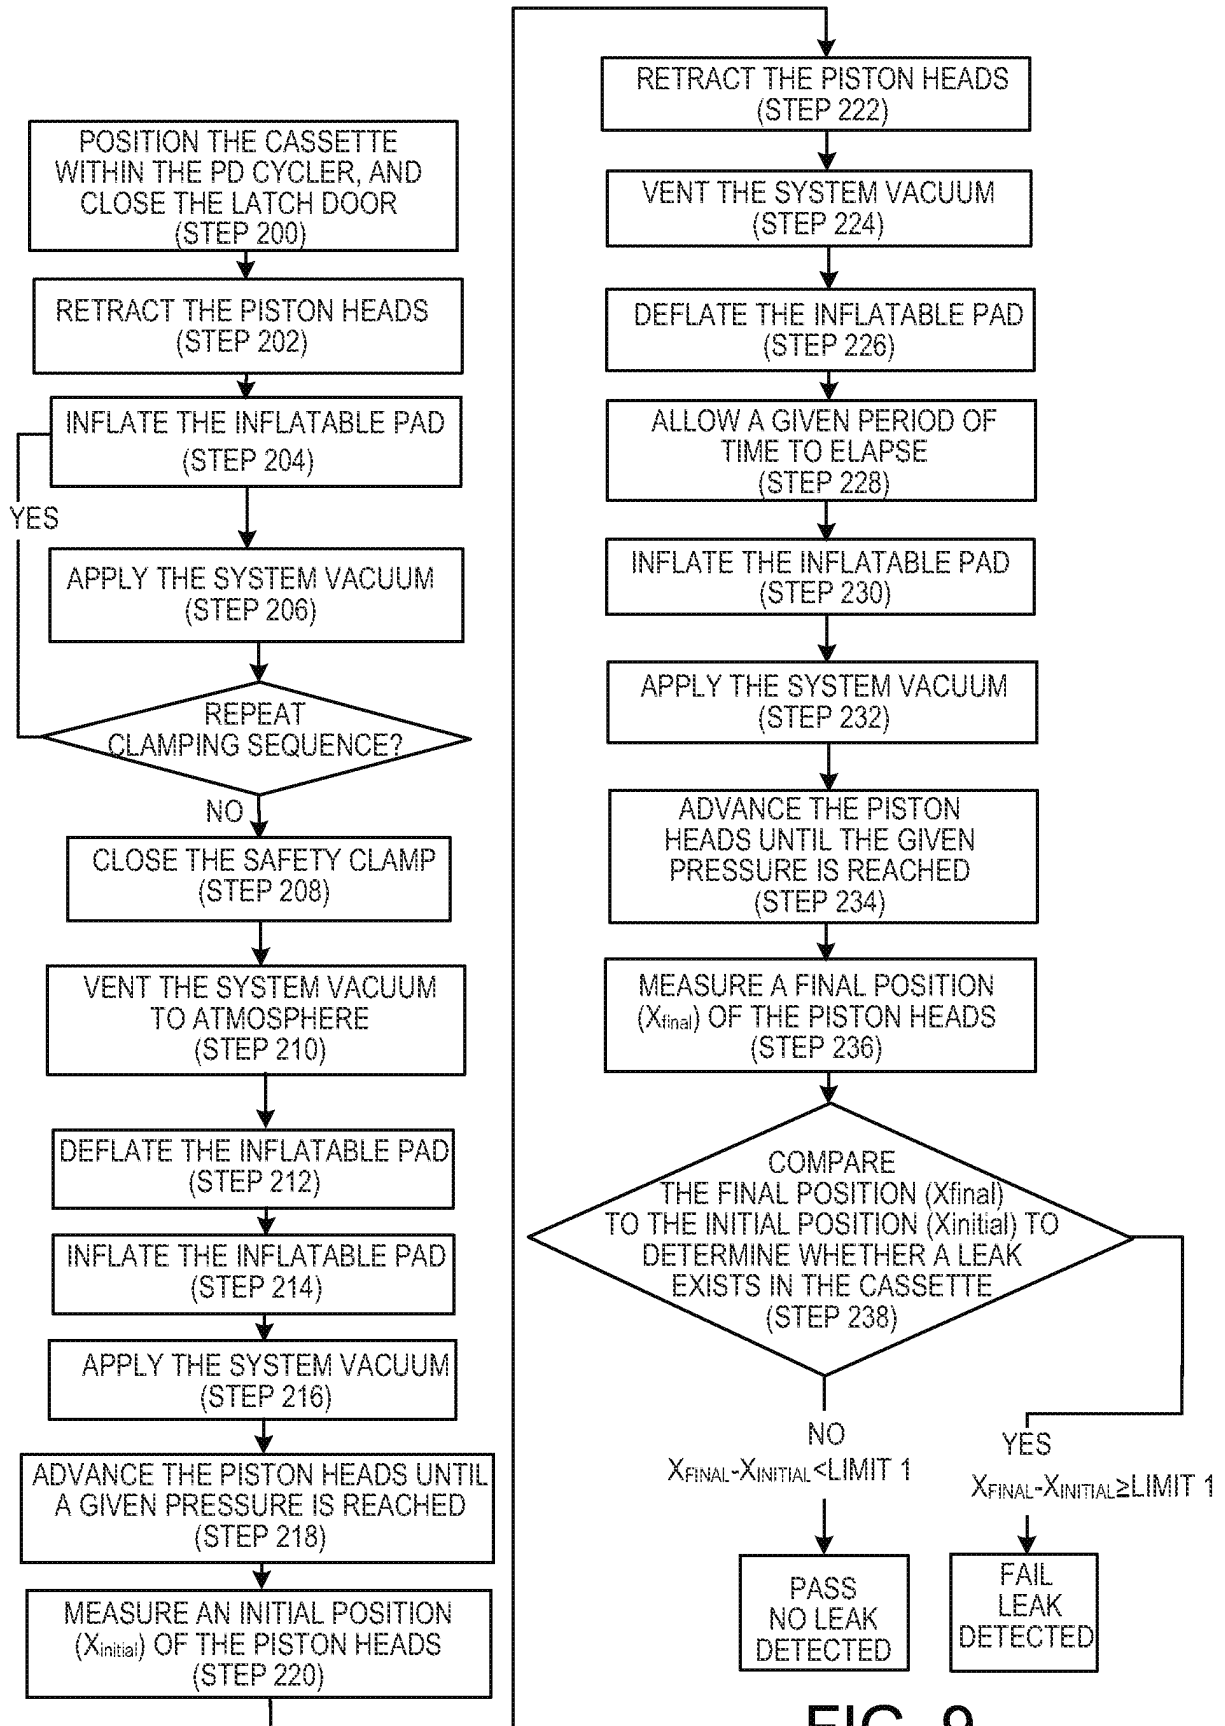 POSITION THE CASSETTE
WITHIN THE PD CYCLER, AND
CLOSE THE LATCH DOOR
(STEP 200)
RETRACT THE PISTON HEADS
(STEP 202)
INFLATE THE INFLATABLE PAD
(STEP 204)
YES
APPLY THE SYSTEM VACUUM
(STEP 206)
REPEAT
CLAMPING SEQUENCE?
NO
CLOSE THE SAFETY CLAMP
(STEP 208)
VENT THE SYSTEM VACUUM
TO ATMOSPHERE
(STEP 210)
DEFLATE THE INFLATABLE PAD
(STEP 212)
INFLATE THE INFLATABLE PAD
(STEP 214)
APPLY THE SYSTEM VACUUM
(STEP 216)
ADVANCE THE PISTON HEADS UNTIL
A GIVEN PRESSURE IS REACHED
(STEP 218)
MEASURE AN INITIAL POSITION
(Xinitial) OF THE PISTON HEADS
(STEP 220)
RETRACT THE PISTON HEADS
(STEP 222)
VENT THE SYSTEM VACUUM
(STEP 224)
DEFLATE THE INFLATABLE PAD
(STEP 226)
ALLOW A GIVEN PERIOD OF
TIME TO ELAPSE
(STEP 228)
INFLATE THE INFLATABLE PAD
(STEP 230)
APPLY THE SYSTEM VACUUM
(STEP 232)
ADVANCE THE PISTON
HEADS UNTIL THE GIVEN
PRESSURE IS REACHED
(STEP 234)
MEASURE A FINAL POSITION
(Xfinal) OF THE PISTON HEADS
(STEP 236)
COMPARE
THE FINAL POSITION (Xfinal)
TO THE INITIAL POSITION (Xinitial) TO
DETERMINE WHETHER A LEAK
EXISTS IN THE CASSETTE
(STEP 238)
NO
XFINAL-XINITIAL<LIMIT 1
YES
XFINAL-XINITIAL≥LIMIT 1
PASS
NO LEAK
DETECTED
FAIL
LEAK
DETECTED
FIG. 9